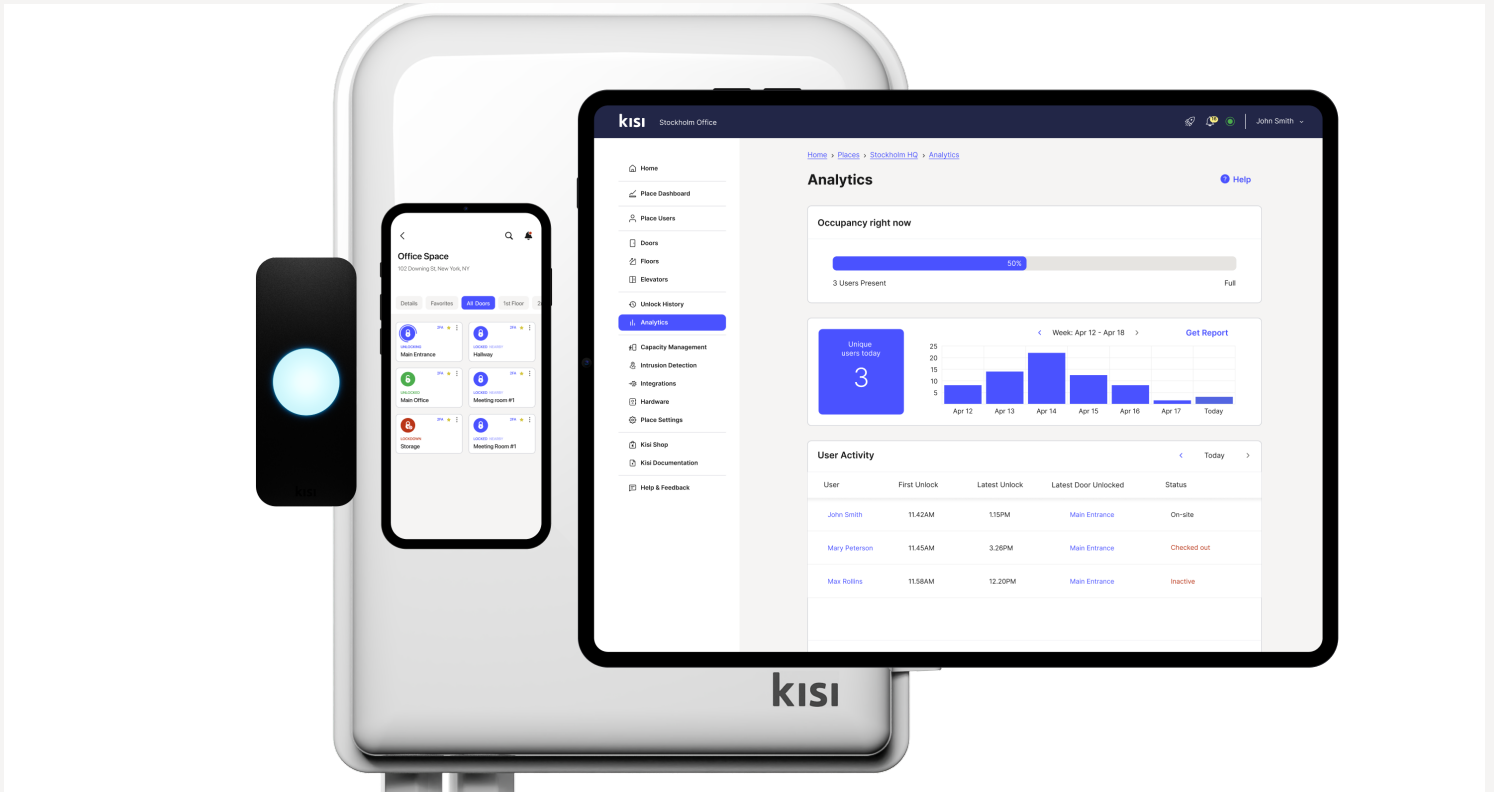 kisi
Office Space
102 Downing St, New York, NY
Details Favorites All Doors 1st Floor
UNLOCKED
Main Entrance
LOCKED NEARBY
Hallway
UNLOCKED
Main Office
LOCKED NEARBY
Meeting room #1
LOCKDOWN
Storage
LOCKED NEARBY
Meeting Room #1
kisi Stockholm Office John Smith
Home
Place Dashboard
Place Users
Doors
Floors
Elevators
Unlock History
Analytics
Capacity Management
Intrusion Detection
Integrations
Hardware
Place Settings
Kisi Shop
Kisi Documentation
Help & Feedback
Home › Places › Stockholm HQ › Analytics
Analytics
Help
Occupancy right now
50%
3 Users Present Full
Unique
users today
3
Week: Apr 12 - Apr 18
Get Report
25
20
15
10
5
Apr 12 Apr 13 Apr 14 Apr 15 Apr 16 Apr 17 Today
User Activity Today
User First Unlock Latest Unlock Latest Door Unlocked Status
John Smith 11.42AM 1.15PM Main Entrance On-site
Mary Peterson 11.45AM 3.26PM Main Entrance Checked out
Max Rollins 11.58AM 12.20PM Main Entrance Inactive
kisi